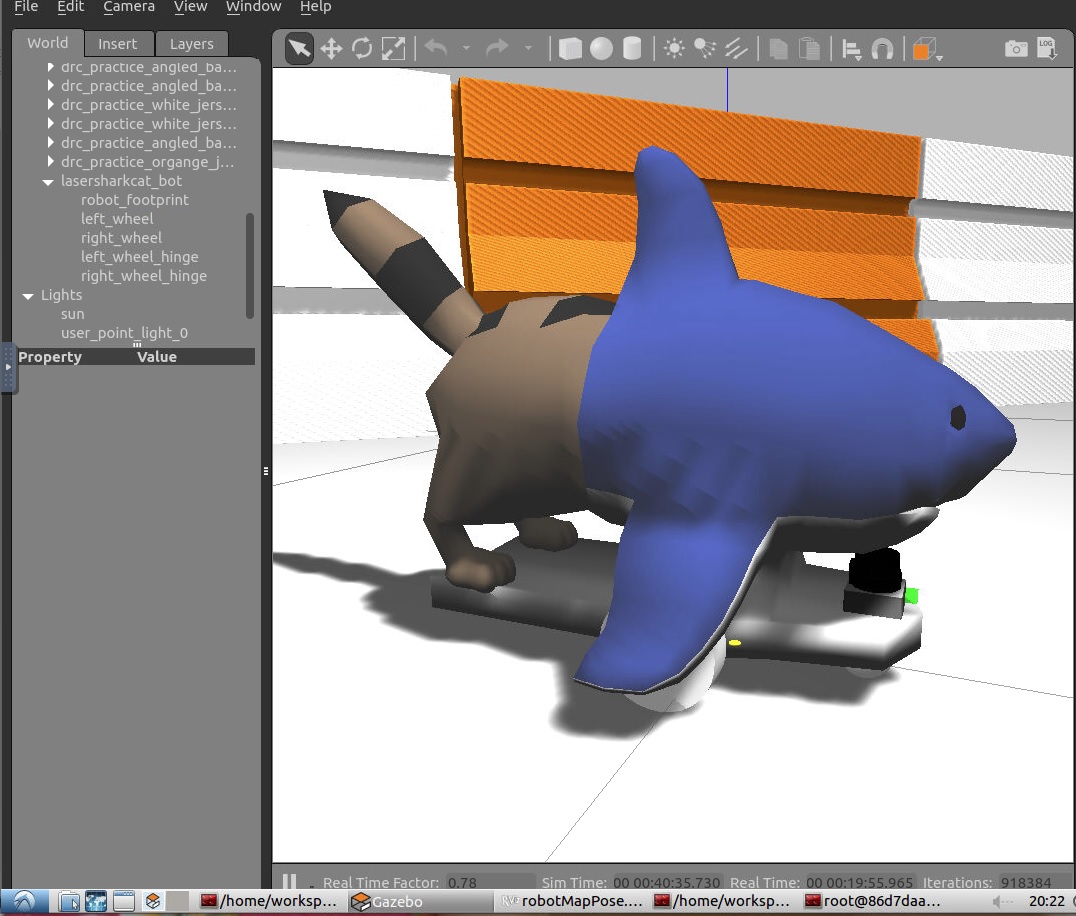 File Edit Camera View Window Help
World Insert Layers
drc_practice_angled_ba...
drc_practice_angled_ba...
drc_practice_white_jers...
drc_practice_white_jers...
drc_practice_angled_ba...
drc_practice_organge_j...
lasersharkcat_bot
robot_footprint
left_wheel
right_wheel
left_wheel_hinge
right_wheel_hinge
Lights
sun
user_point_light_0
Property Value
LOG
Real Time Factor: 0.78 Sim Time: 00 00:40:35.730 Real Time: 00 00:19:55.965 Iterations: 918384
/home/worksp... Gazebo robotMapPose.... /home/worksp... root@86d7daa... 20:22